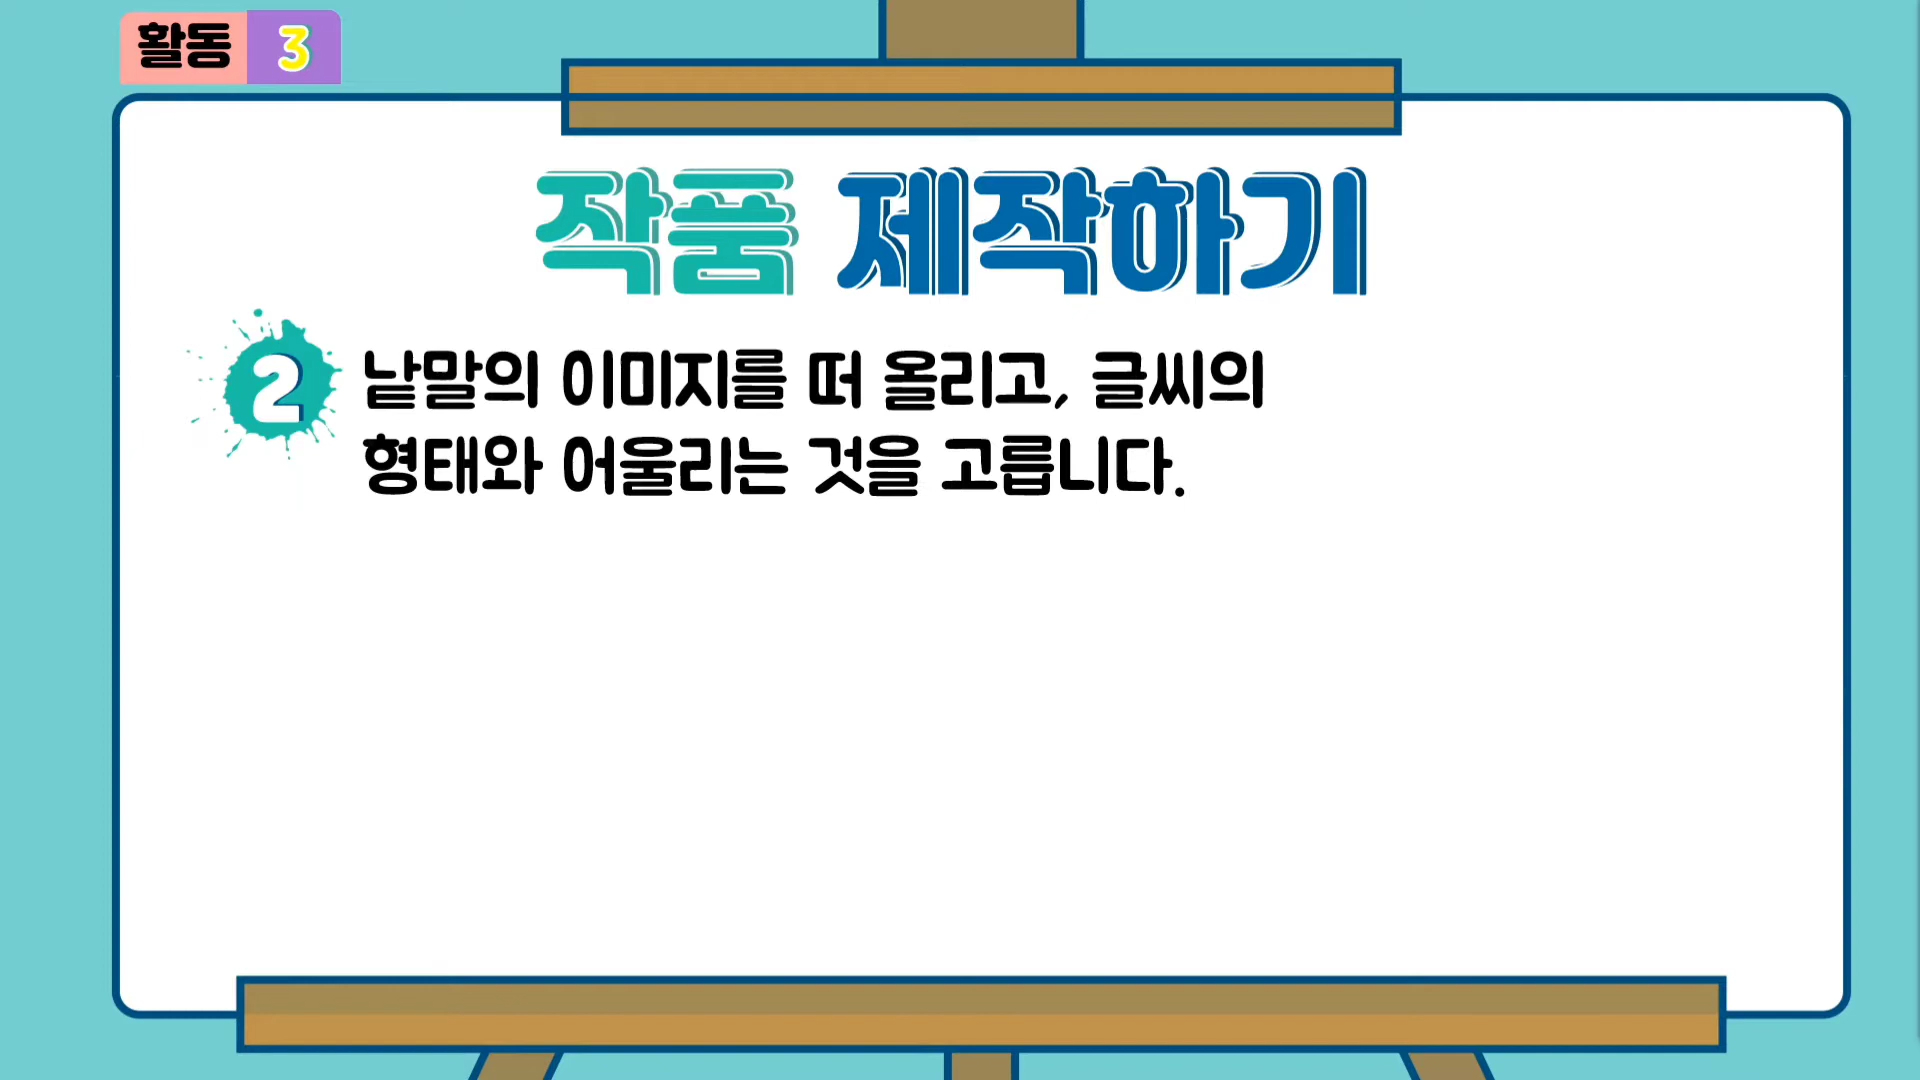 활동 3
작품 제작하기
2 낱말의 이미지를 떠 올리고, 글씨의
형태와 어울리는 것을 고릅니다.